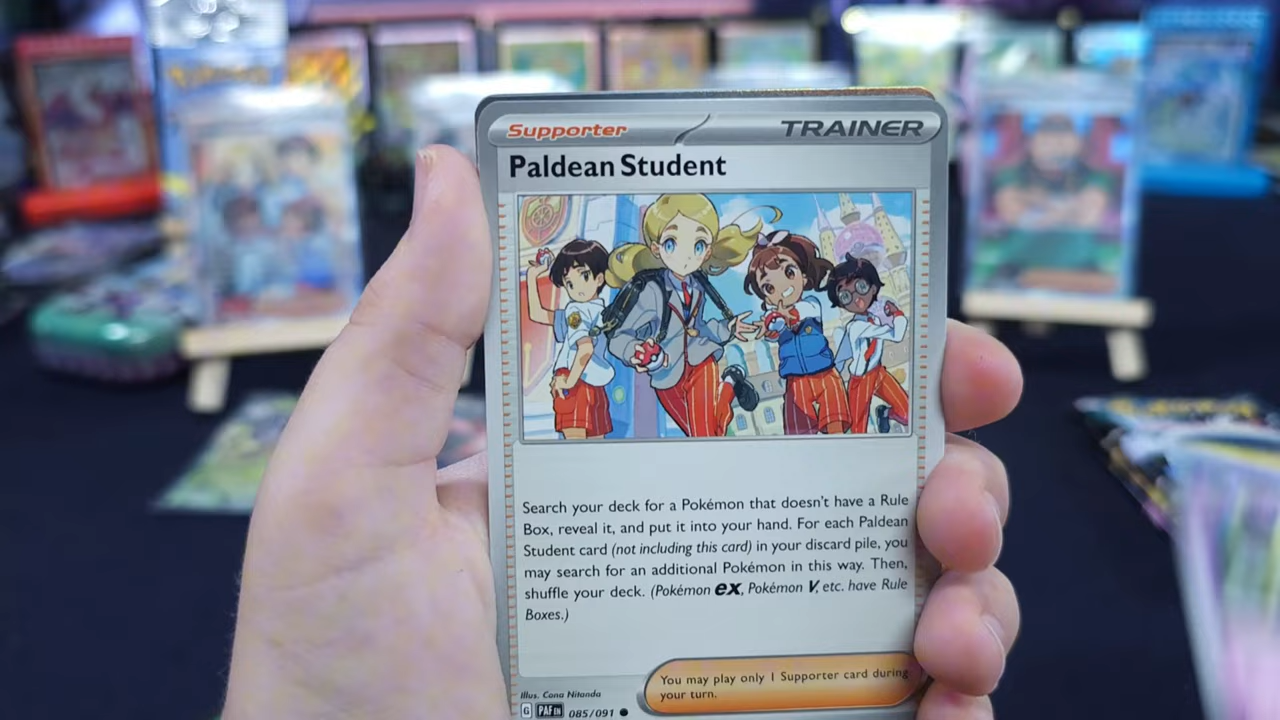 Supporter
TRAINER
Paldean Student
Search your deck for a Pokémon that doesn't have a Rule
Box, reveal it, and put it into your hand. For each Paldean
Student card (not including this card) in your discard pile, you
may search for an additional Pokémon in this way. Then,
shuffle your deck. (Pokémon ex, Pokémon V, etc. have Rule
Boxes.)
You may play only 1 Supporter card during
your turn.
Illus. Cona Nitanda
G PAF EN 085/091